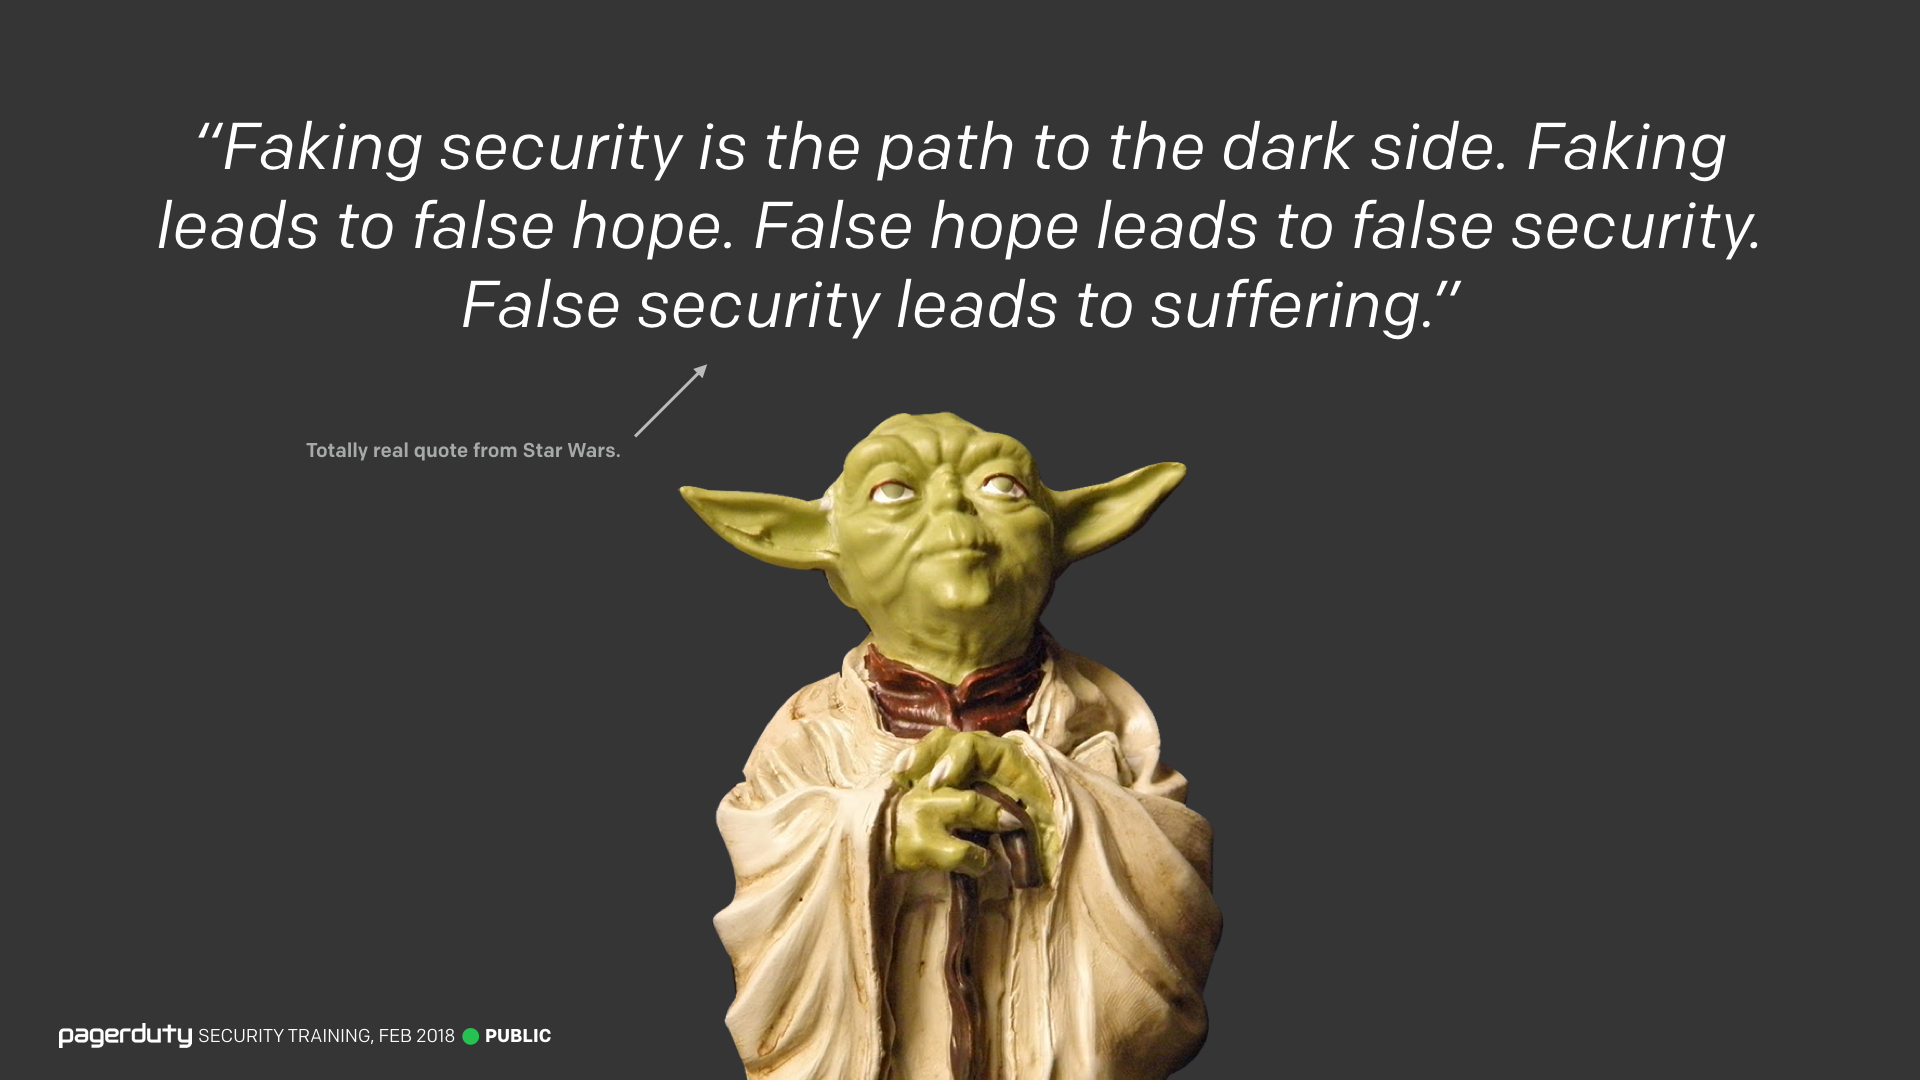 “Faking security is the path to the dark side. Faking
leads to false hope. False hope leads to false security.
False security leads to suffering.”
Totally real quote from Star Wars.
pagerduty SECURITY TRAINING, FEB 2018 PUBLIC